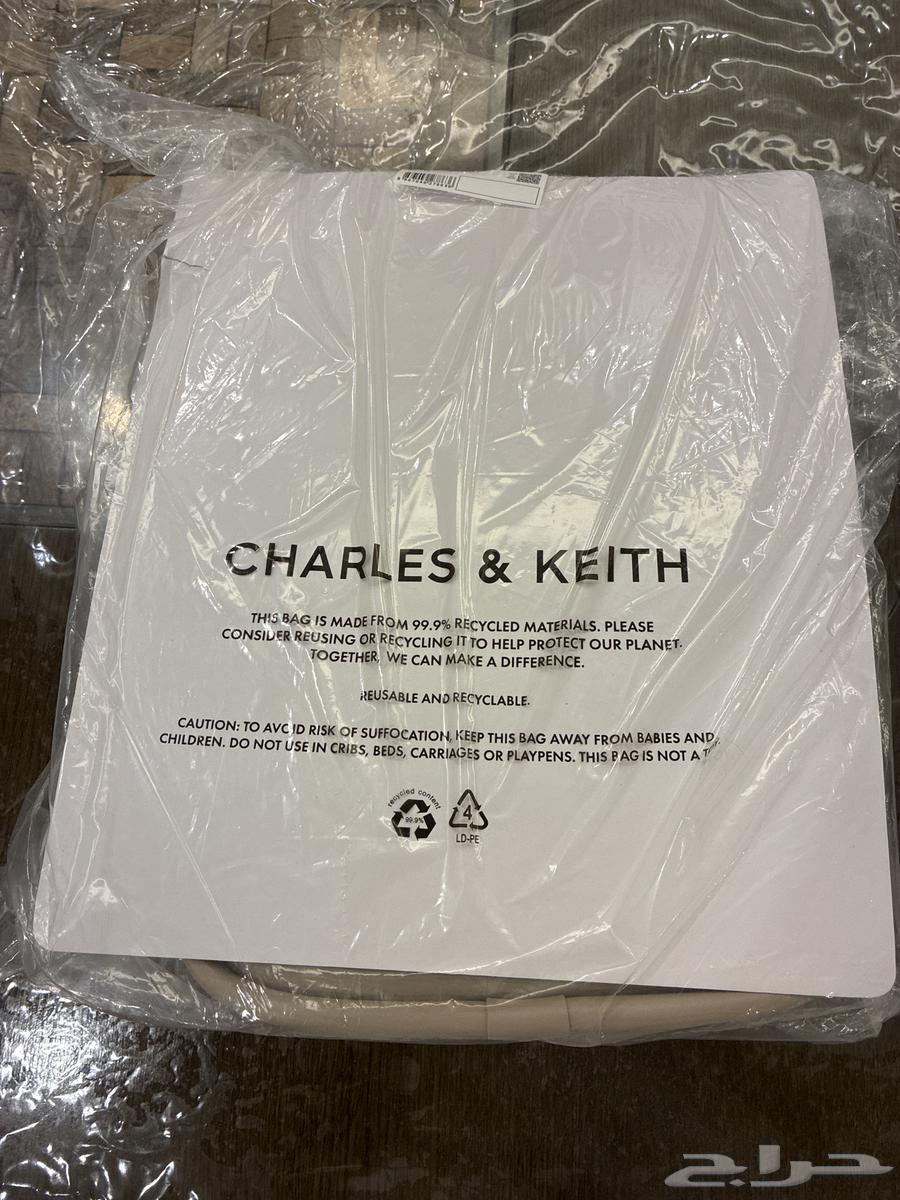 CHARLES & KEITH
THIS BAG IS MADE FROM 99.9% RECYCLED MATERIALS. PLEASE
CONSIDER REUSING OR RECYCLING IT TO HELP PROTECT OUR PLANET.
TOGETHER, WE CAN MAKE A DIFFERENCE.
REUSABLE AND RECYCLABLE.
CAUTION: TO AVOID RISK OF SUFFOCATION, KEEP THIS BAG AWAY FROM BABIES AND
CHILDREN. DO NOT USE IN CRIBS, BEDS, CARRIAGES OR PLAYPENS. THIS BAG IS NOT A
recycled content
99.9%
4
LD-PE
حراج